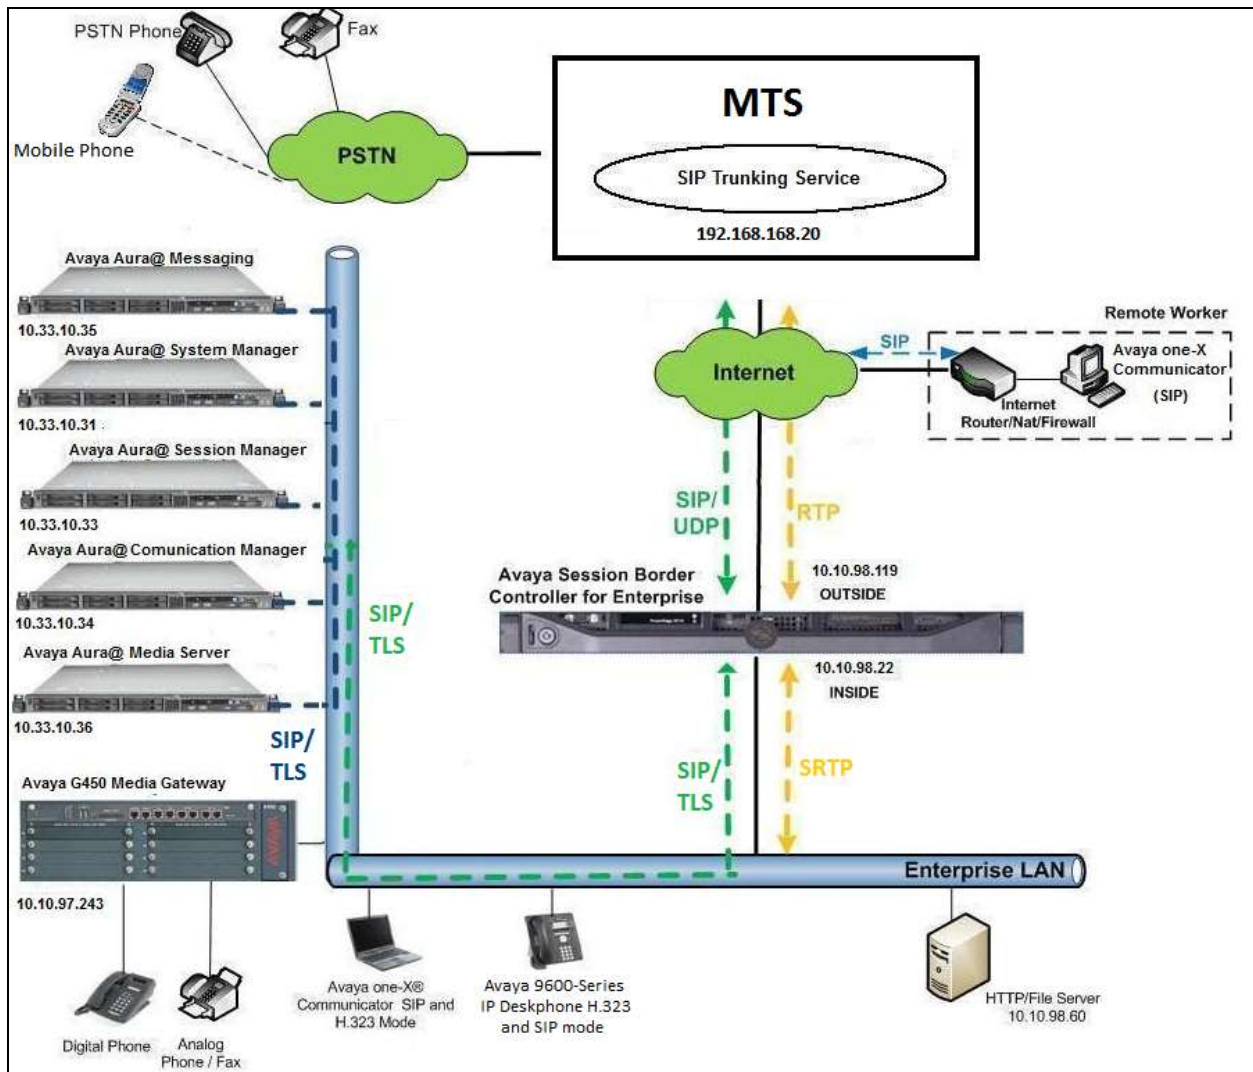 PSTN Phone
Fax
Mobile Phone
PSTN
MTS
SIP Trunking Service
192.168.168.20
Avaya Aura@ Messaging
10.33.10.35
Avaya Aura@ System Manager
10.33.10.31
Avaya Aura@ Session Manager
10.33.10.33
Avaya Aura@ Comunication Manager
10.33.10.34
Avaya Aura@ Media Server
10.33.10.36
SIP/
TLS
SIP/
TLS
Avaya G450 Media Gateway
AVAYA
10.10.97.243
Digital Phone
Analog
Phone / Fax
Internet
SIP
Remote Worker
Avaya one-X
Communicator
(SIP)
Internet
Router/Nat/Firewall
SIP/
UDP
RTP
Avaya Session Border
Controller for Enterprise
10.10.98.119
OUTSIDE
10.10.98.22
INSIDE
SIP/
TLS
SRTP
Enterprise LAN
Avaya one-X®
Communicator SIP and
H.323 Mode
Avaya 9600-Series
IP Deskphone H.323
and SIP mode
HTTP/File Server
10.10.98.60